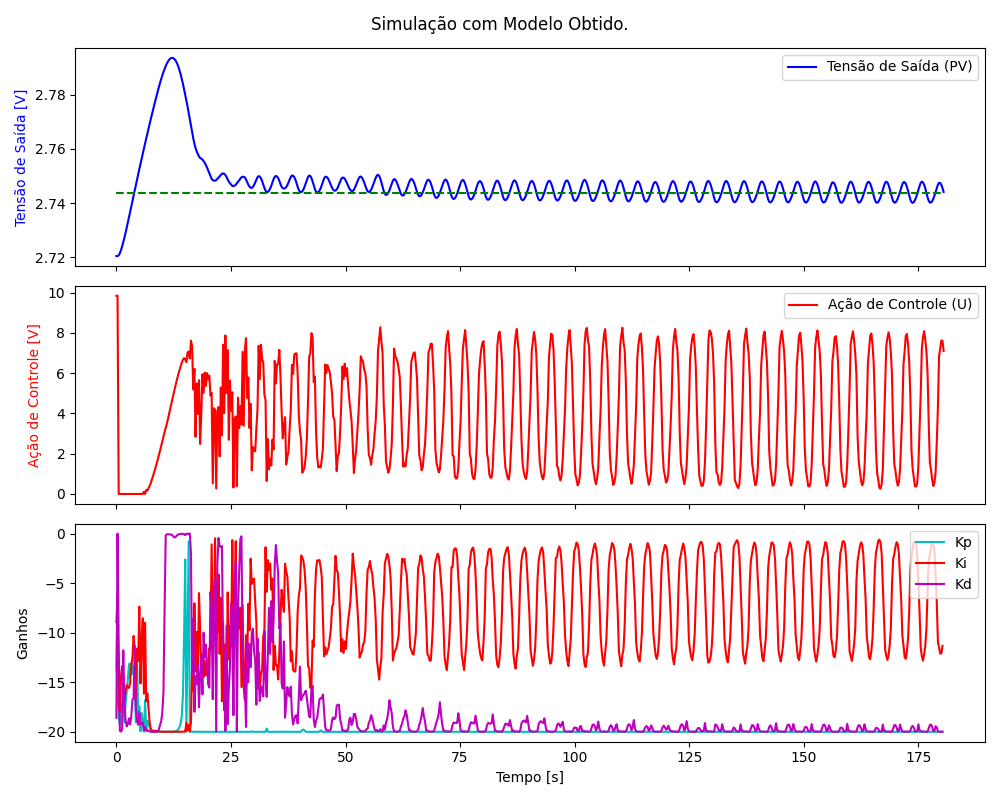 Simulação com Modelo Obtido.
Tensão de Saída [V]
2.78
2.76
2.74
2.72
Tensão de Saída (PV)
Ação de Controle [V]
10
8
6
4
2
0
Ação de Controle (U)
Ganhos
0
−5
−10
−15
−20
Kp
Ki
Kd
0 25 50 75 100 125 150 175
Tempo [s]